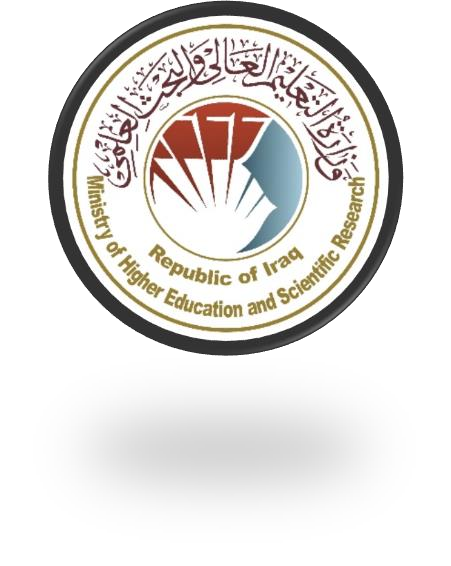 وزارة التعليم العالي والبحث العلمي
Republic of Iraq
Ministry of Higher Education and Scientific Research